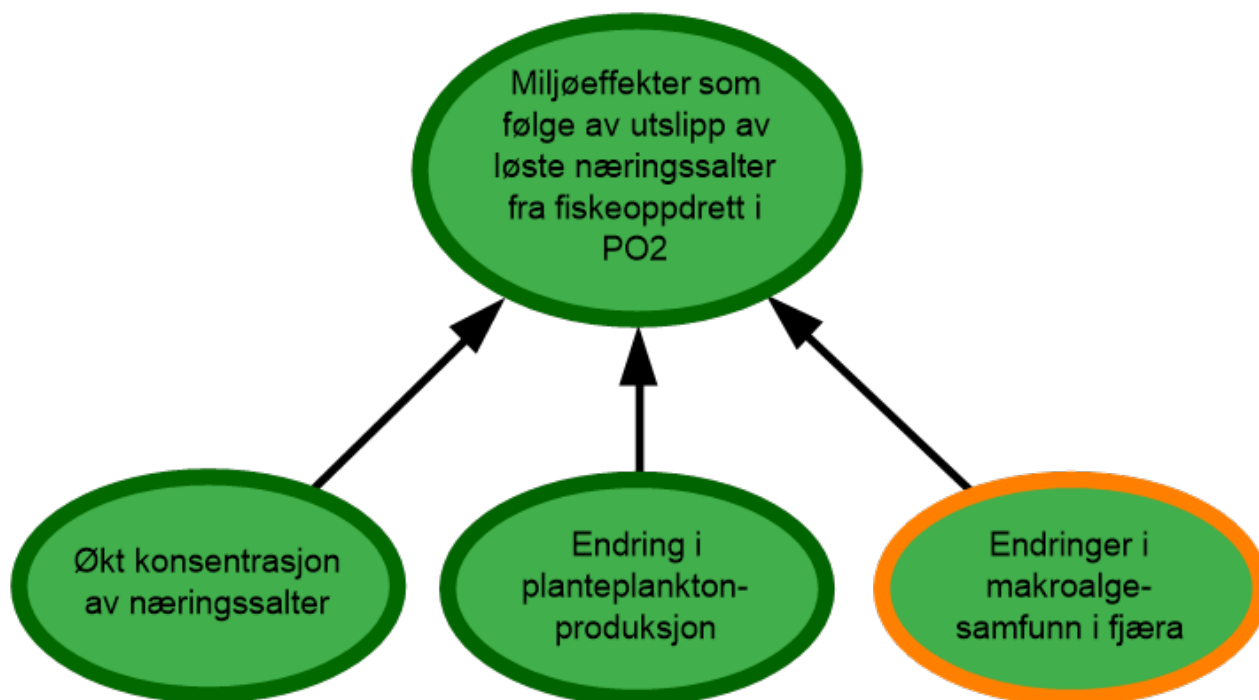 Miljøeffekter som
følge av utslipp av
løste næringssalter
fra fiskeoppdrett i
PO2
Økt konsentrasjon
av næringssalter
Endring i
planteplankton-
produksjon
Endringer i
makroalge-
samfunn i fjæra